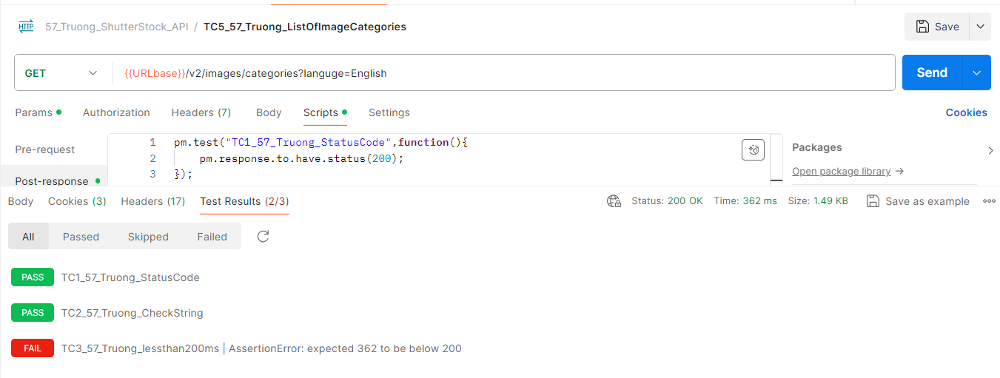 HTTP 57_Truong_ShutterStock_API / TC5_57_Truong_ListOfImageCategories Save
GET {{URLbase}}/v2/images/categories?languge=English Send
Params Authorization Headers (7) Body Scripts Settings Cookies
Pre-request
Post-response
1 pm.test("TC1_57_Truong_StatusCode",function(){
2 pm.response.to.have.status(200);
3 });
Packages
Open package library →
Body Cookies (3) Headers (17) Test Results (2/3) Status: 200 OK Time: 362 ms Size: 1.49 KB Save as example
All Passed Skipped Failed
PASS TC1_57_Truong_StatusCode
PASS TC2_57_Truong_CheckString
FAIL TC3_57_Truong_lessthan200ms | AssertionError: expected 362 to be below 200